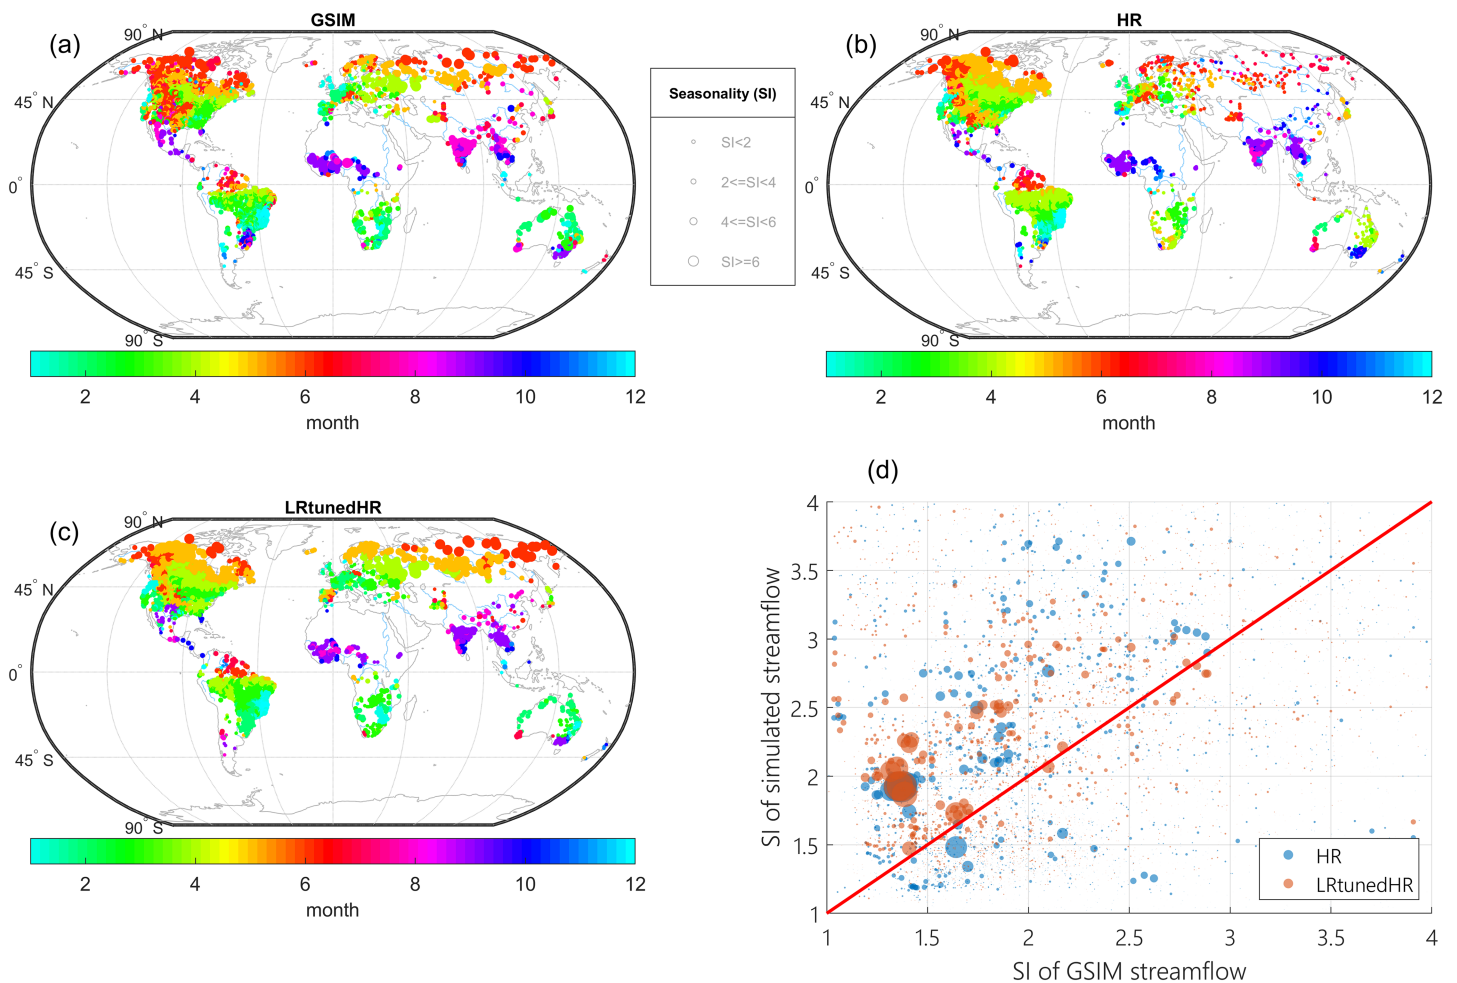 GSIM
(a)
90° N
45° N
0°
45° S
90° S
2 4 6 8 10 12
month
Seasonality (SI)
SI<2
2<=SI<4
4<=SI<6
SI>=6
HR
(b)
90° N
45° N
0°
45° S
90° S
2 4 6 8 10 12
month
LRtunedHR
(c)
90° N
45° N
0°
45° S
90° S
2 4 6 8 10 12
month
(d)
SI of simulated streamflow
4
3.5
3
2.5
2
1.5
1
HR
LRtunedHR
1 1.5 2 2.5 3 3.5 4
SI of GSIM streamflow